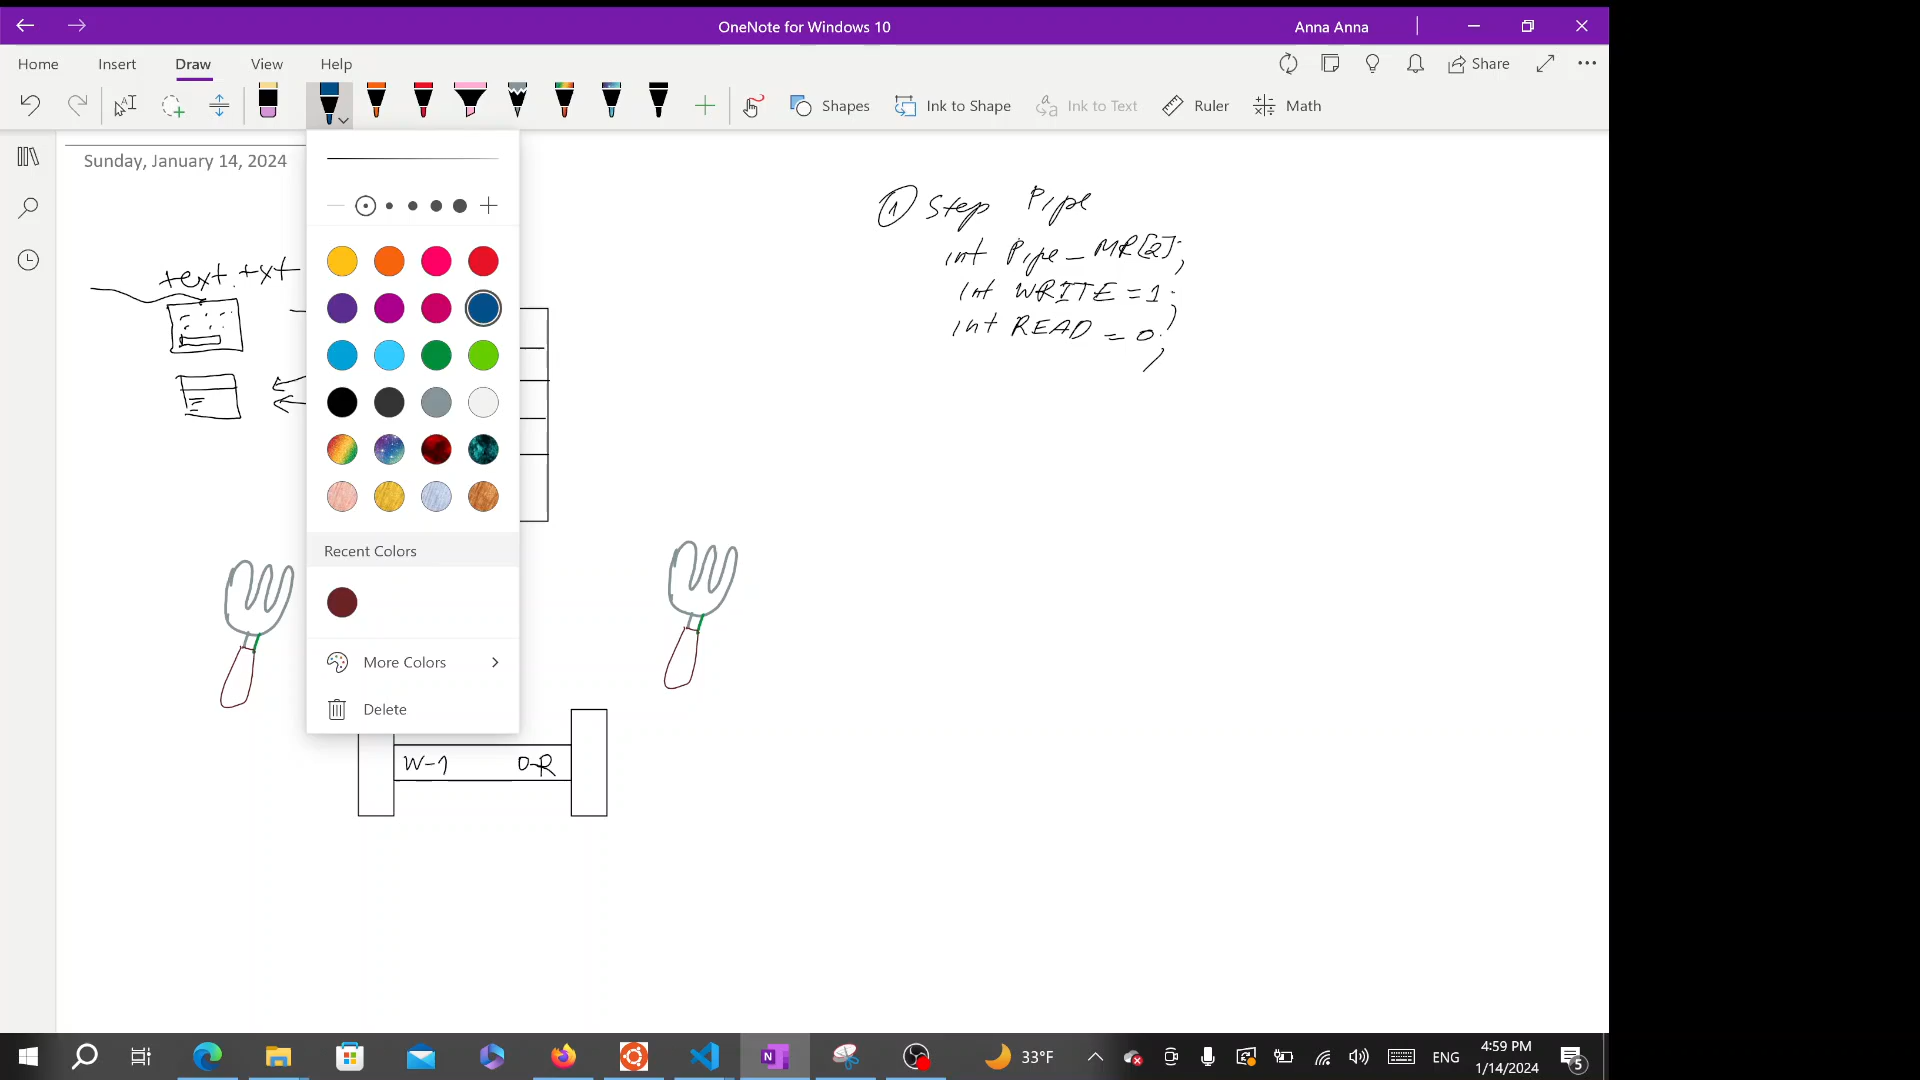 OneNote for Windows 10
Anna Anna
Home Insert Draw View Help
Share
Shapes Ink to Shape Ink to Text Ruler Math
Sunday, January 14, 2024
text.txt
Recent Colors
More Colors
Delete
W-1 0-R
1 Step Pipe
int Pipe_MR[2];
int WRITE = 1;
int READ = 0;
33°F
ENG
4:59 PM
1/14/2024
5